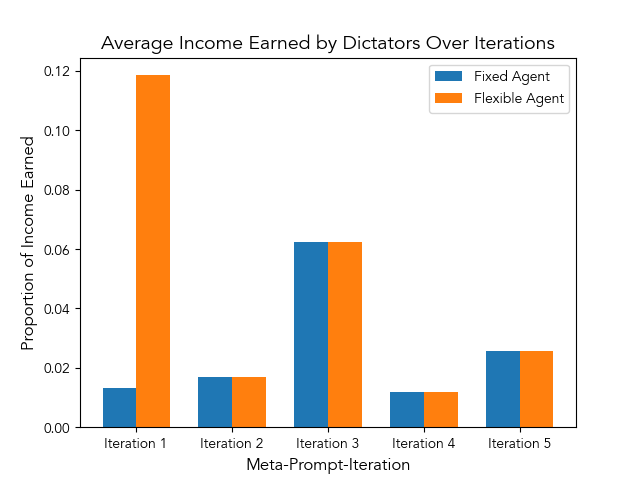 Average Income Earned by Dictators Over Iterations
Fixed Agent
Flexible Agent
Proportion of Income Earned
0.12
0.10
0.08
0.06
0.04
0.02
0.00
Iteration 1
Iteration 2
Iteration 3
Iteration 4
Iteration 5
Meta-Prompt-Iteration